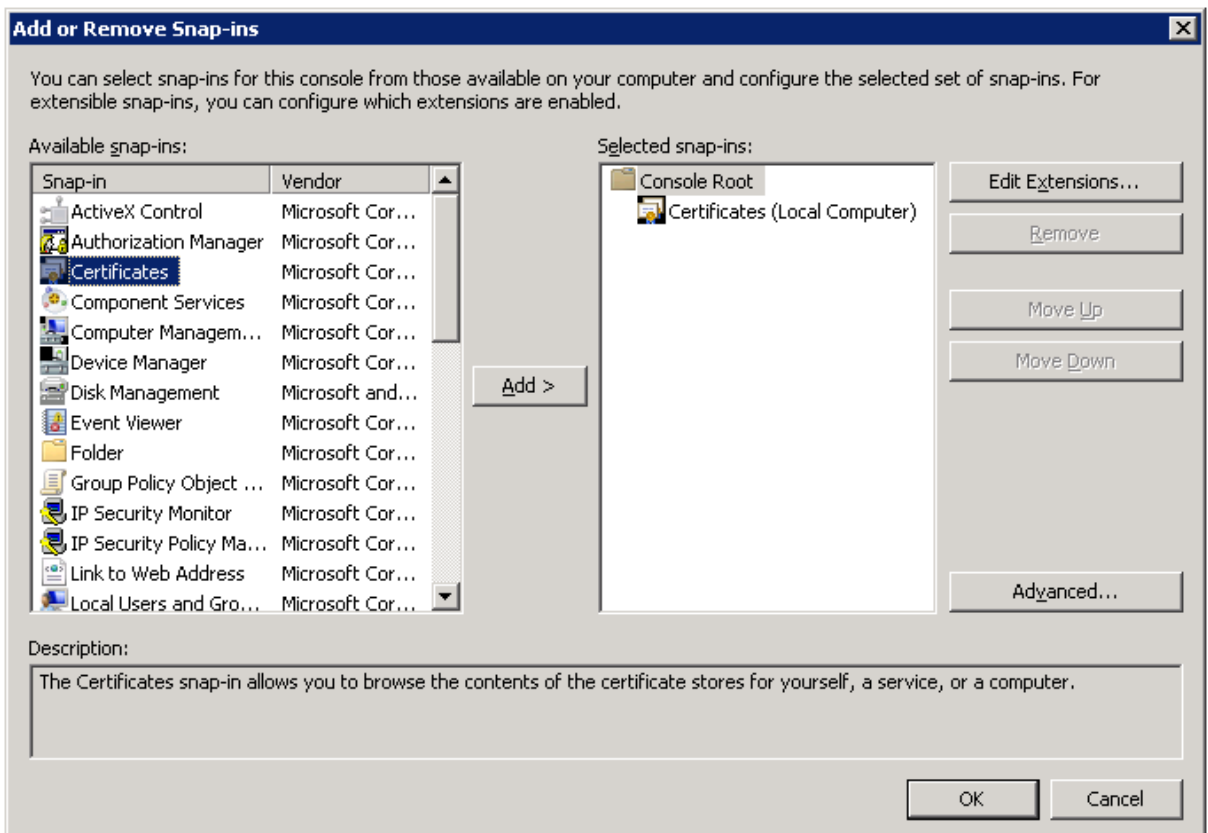 Add or Remove Snap-ins
You can select snap-ins for this console from those available on your computer and configure the selected set of snap-ins. For
extensible snap-ins, you can configure which extensions are enabled.
Available snap-ins:
Snap-in Vendor
ActiveX Control Microsoft Cor...
Authorization Manager Microsoft Cor...
Certificates Microsoft Cor...
Component Services Microsoft Cor...
Computer Managem... Microsoft Cor...
Device Manager Microsoft Cor...
Disk Management Microsoft and...
Event Viewer Microsoft Cor...
Folder Microsoft Cor...
Group Policy Object ... Microsoft Cor...
IP Security Monitor Microsoft Cor...
IP Security Policy Ma... Microsoft Cor...
Link to Web Address Microsoft Cor...
Local Users and Gro... Microsoft Cor...
Add >
Selected snap-ins:
Console Root
Certificates (Local Computer)
Edit Extensions...
Remove
Move Up
Move Down
Advanced...
Description:
The Certificates snap-in allows you to browse the contents of the certificate stores for yourself, a service, or a computer.
OK
Cancel